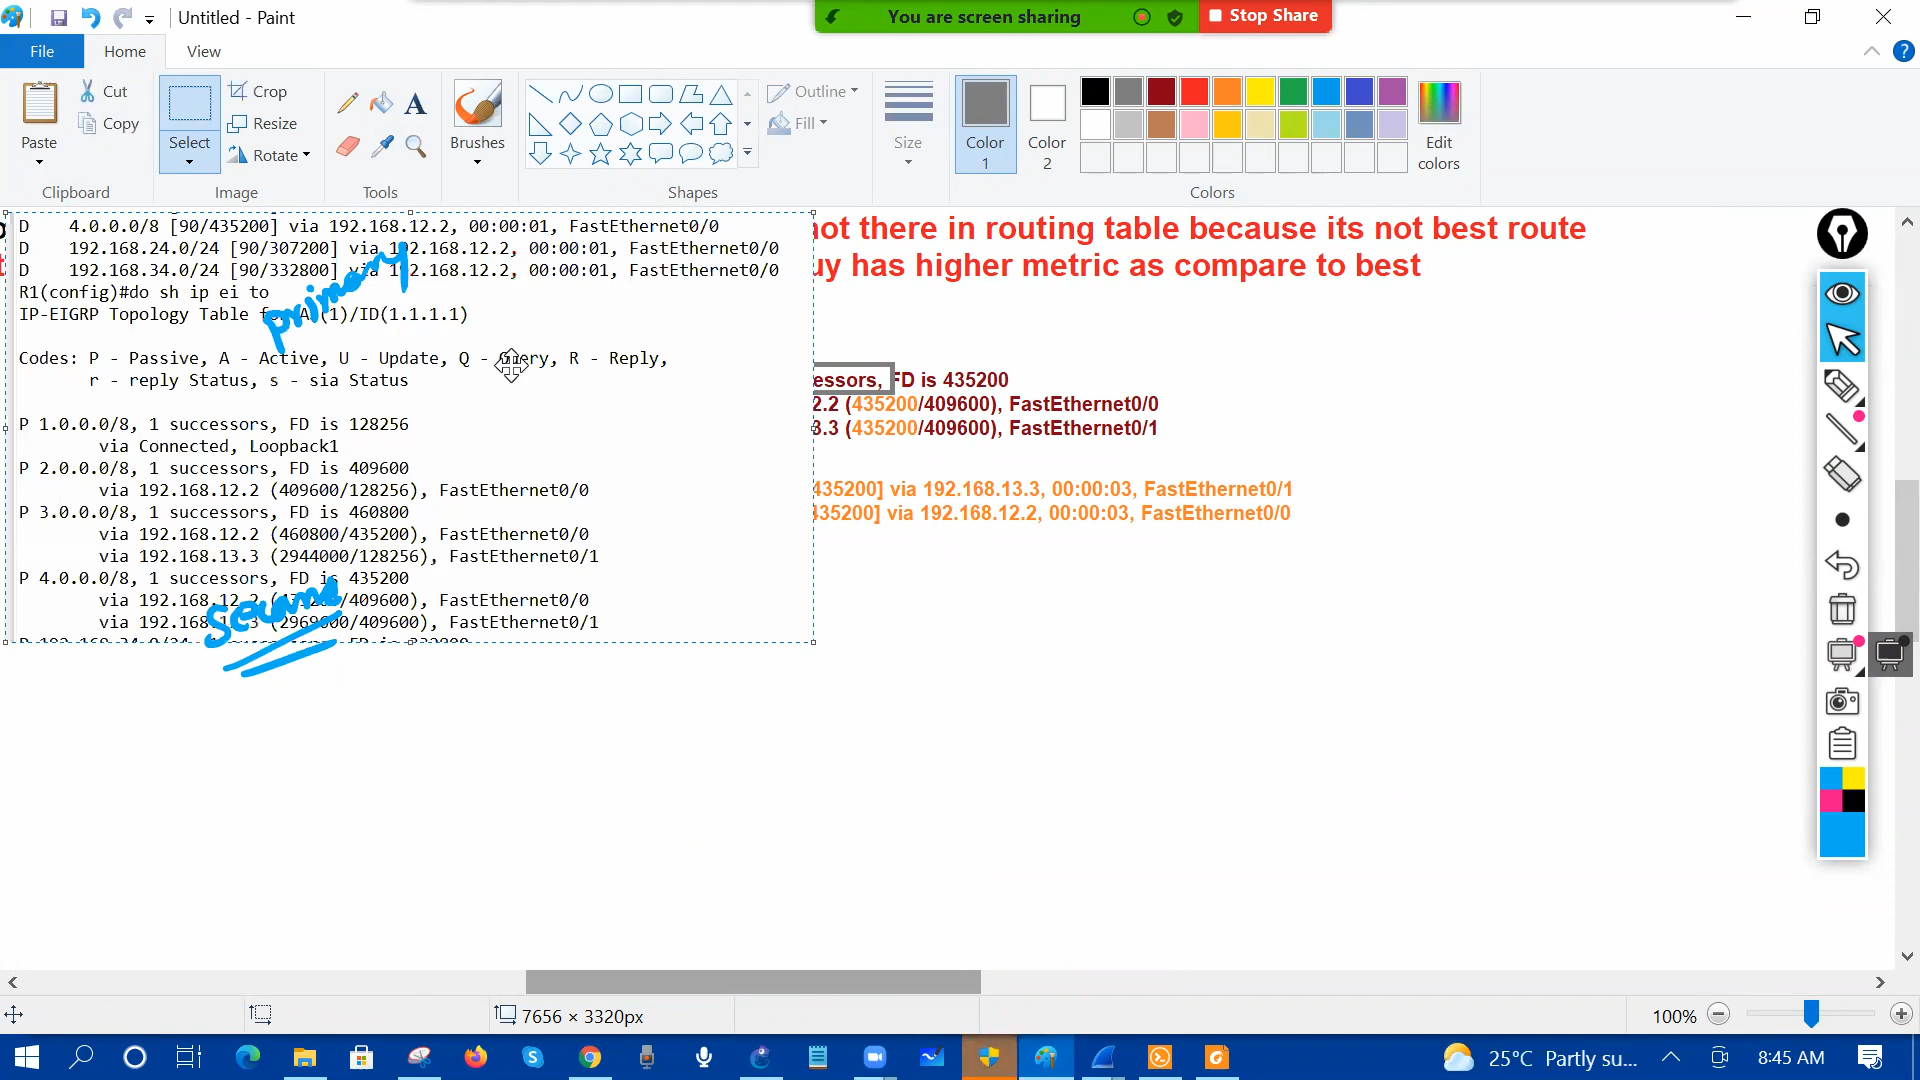 Untitled - Paint
You are screen sharing
Stop Share
File
Home
View
Paste
Cut
Copy
Clipboard
Select
Crop
Resize
Rotate
Image
Tools
Brushes
Shapes
Outline
Fill
Size
Color 1
Color 2
Edit colors
Colors
D 4.0.0.0/8 [90/435200] via 192.168.12.2, 00:00:01, FastEthernet0/0
D 192.168.24.0/24 [90/307200] via 192.168.12.2, 00:00:01, FastEthernet0/0
D 192.168.34.0/24 [90/332800] via 192.168.12.2, 00:00:01, FastEthernet0/0
R1(config)#do sh ip ei to
IP-EIGRP Topology Table for AS(1)/ID(1.1.1.1)
primary
Codes: P - Passive, A - Active, U - Update, Q - Query, R - Reply,
r - reply Status, s - sia Status
P 1.0.0.0/8, 1 successors, FD is 128256
via Connected, Loopback1
P 2.0.0.0/8, 1 successors, FD is 409600
via 192.168.12.2 (409600/128256), FastEthernet0/0
P 3.0.0.0/8, 1 successors, FD is 460800
via 192.168.12.2 (460800/435200), FastEthernet0/0
via 192.168.13.3 (2944000/128256), FastEthernet0/1
P 4.0.0.0/8, 1 successors, FD is 435200
via 192.168.12.2 /409600), FastEthernet0/0
via 192.168. /409600), FastEthernet0/1
not there in routing table because its not best route
uy has higher metric as compare to best
essors, FD is 435200
2.2 (435200/409600), FastEthernet0/0
3.3 (435200/409600), FastEthernet0/1
435200] via 192.168.13.3, 00:00:03, FastEthernet0/1
435200] via 192.168.12.2, 00:00:03, FastEthernet0/0
7656 × 3320px
100%
25°C Partly su...
8:45 AM